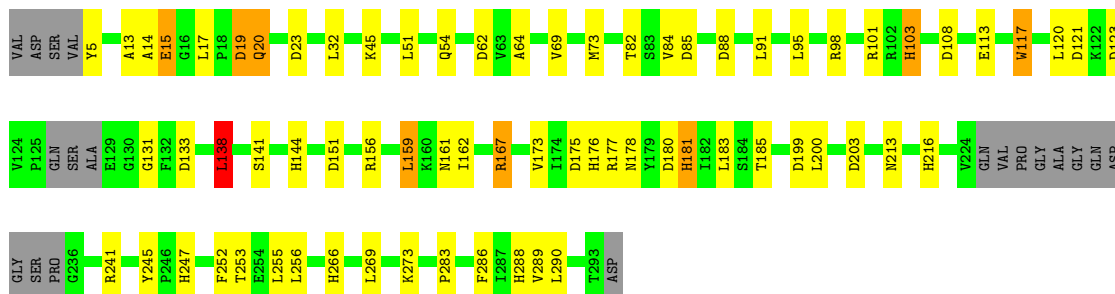 VAL ASP SER VAL Y5 A13 A14 E15 G16 L17 P18 D19 Q20 D23 L32 K45 L51 Q54 D62 V63 A64 V69 M73 T82 S83 V84 D85 D88 L91 L95 R98 R101 R102 H103 D108 E113 W117 L120 D121 K122
V124 P125 GLN SER ALA E129 G130 G131 F132 D133 L138 S141 H144 D151 R156 L159 K160 N161 I162 R167 V173 I174 D175 H176 R177 N178 Y179 D180 H181 I182 L183 S184 T185 D199 L200 D203 N213 H216 V224 GLN VAL PRO GLY ALA GLY GLN ASP
GLY SER PRO G236 R241 Y245 P246 H247 F252 T253 E254 L255 L256 H266 L269 K273 P283 F286 I287 H288 V289 L290 T293 ASP